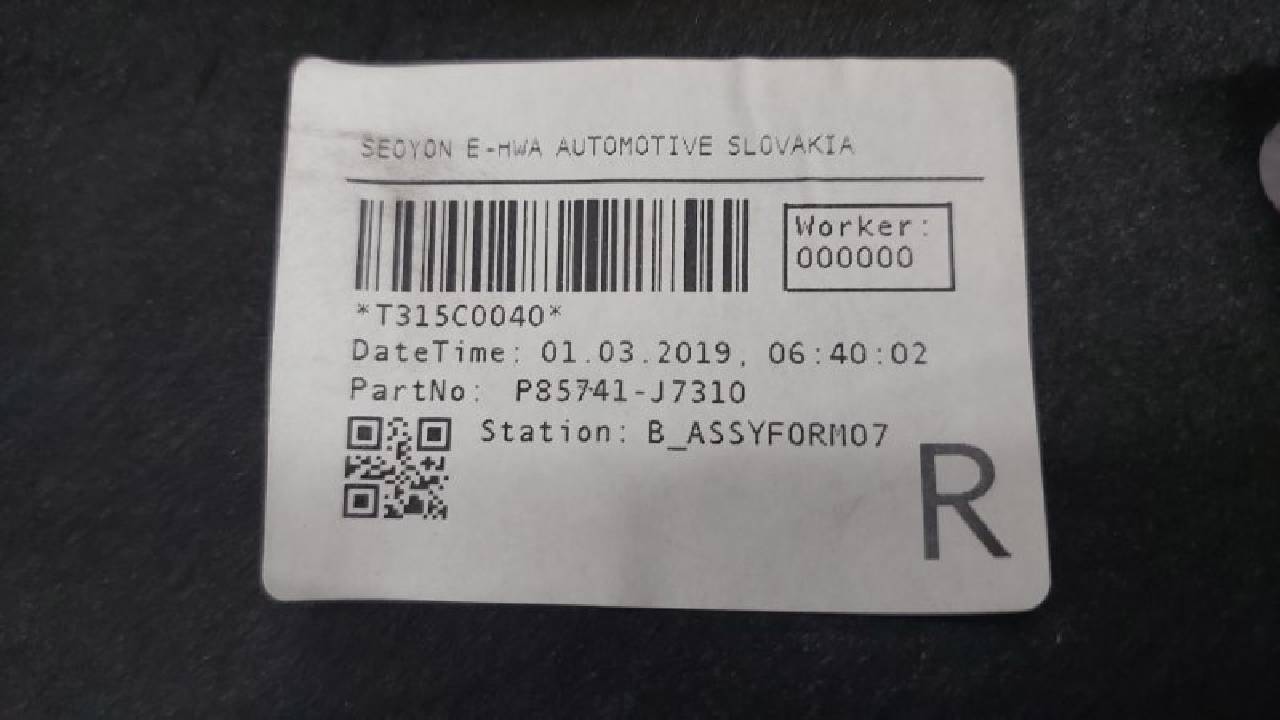 SEOYON E-HWA AUTOMOTIVE SLOVAKIA
Worker:
000000
*T315C0040*
DateTime: 01.03.2019, 06:40:02
PartNo: P85741-J7310
Station: B_ASSYFORM07
R